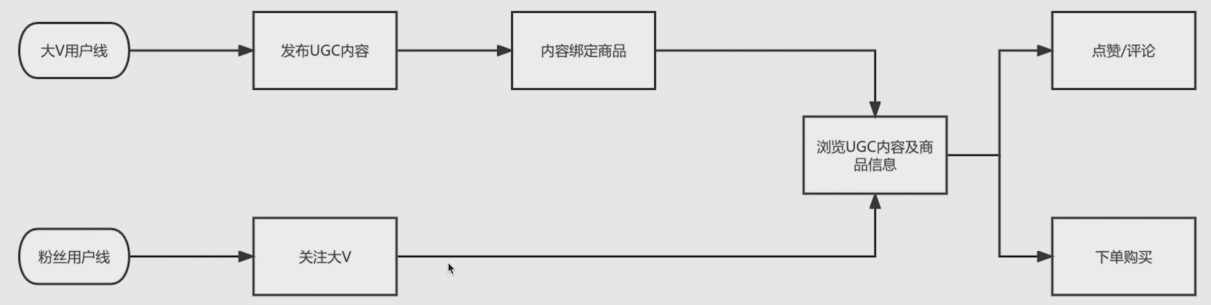 大V用户线
发布UGC内容
内容绑定商品
点赞/评论
浏览UGC内容及商
品信息
粉丝用户线
关注大V
下单购买